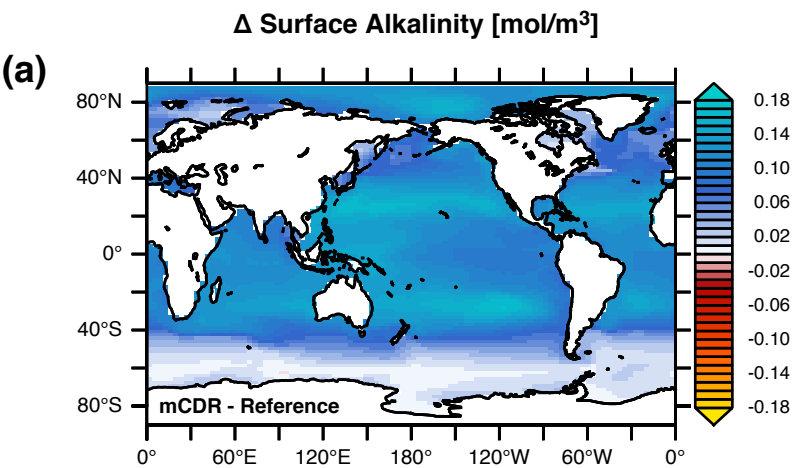 Δ Surface Alkalinity [mol/m³]
(a)
80°N
40°N
0°
40°S
80°S
mCDR - Reference
0°
60°E
120°E
180°
120°W
60°W
0°
0.18
0.14
0.10
0.06
0.02
-0.02
-0.06
-0.10
-0.14
-0.18